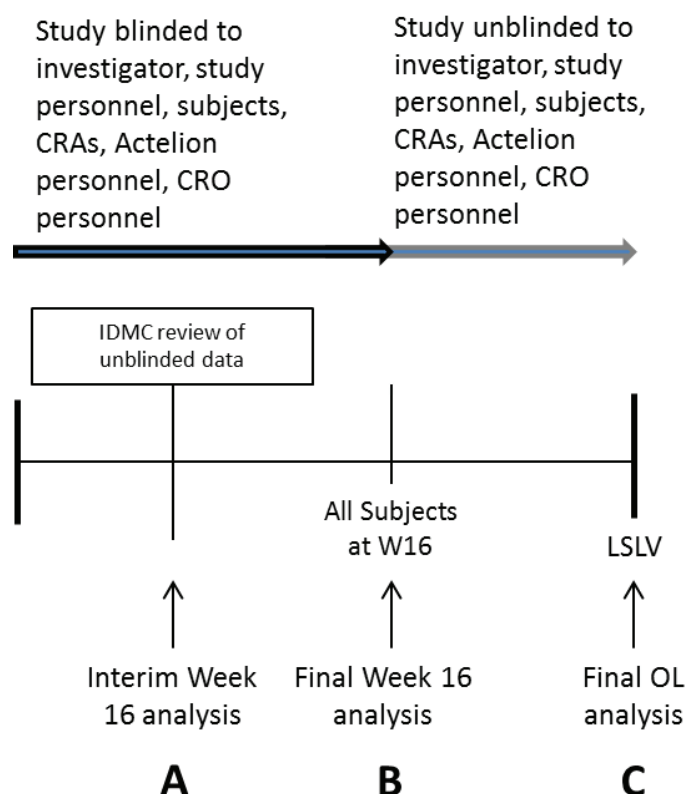 Study blinded to
investigator, study
personnel, subjects,
CRAs, Actelion
personnel, CRO
personnel
Study unblinded to
investigator, study
personnel, subjects,
CRAs, Actelion
personnel, CRO
personnel
IDMC review of
unblinded data
All Subjects
at W16
LSLV
Interim Week
16 analysis
Final Week 16
analysis
Final OL
analysis
A
B
C